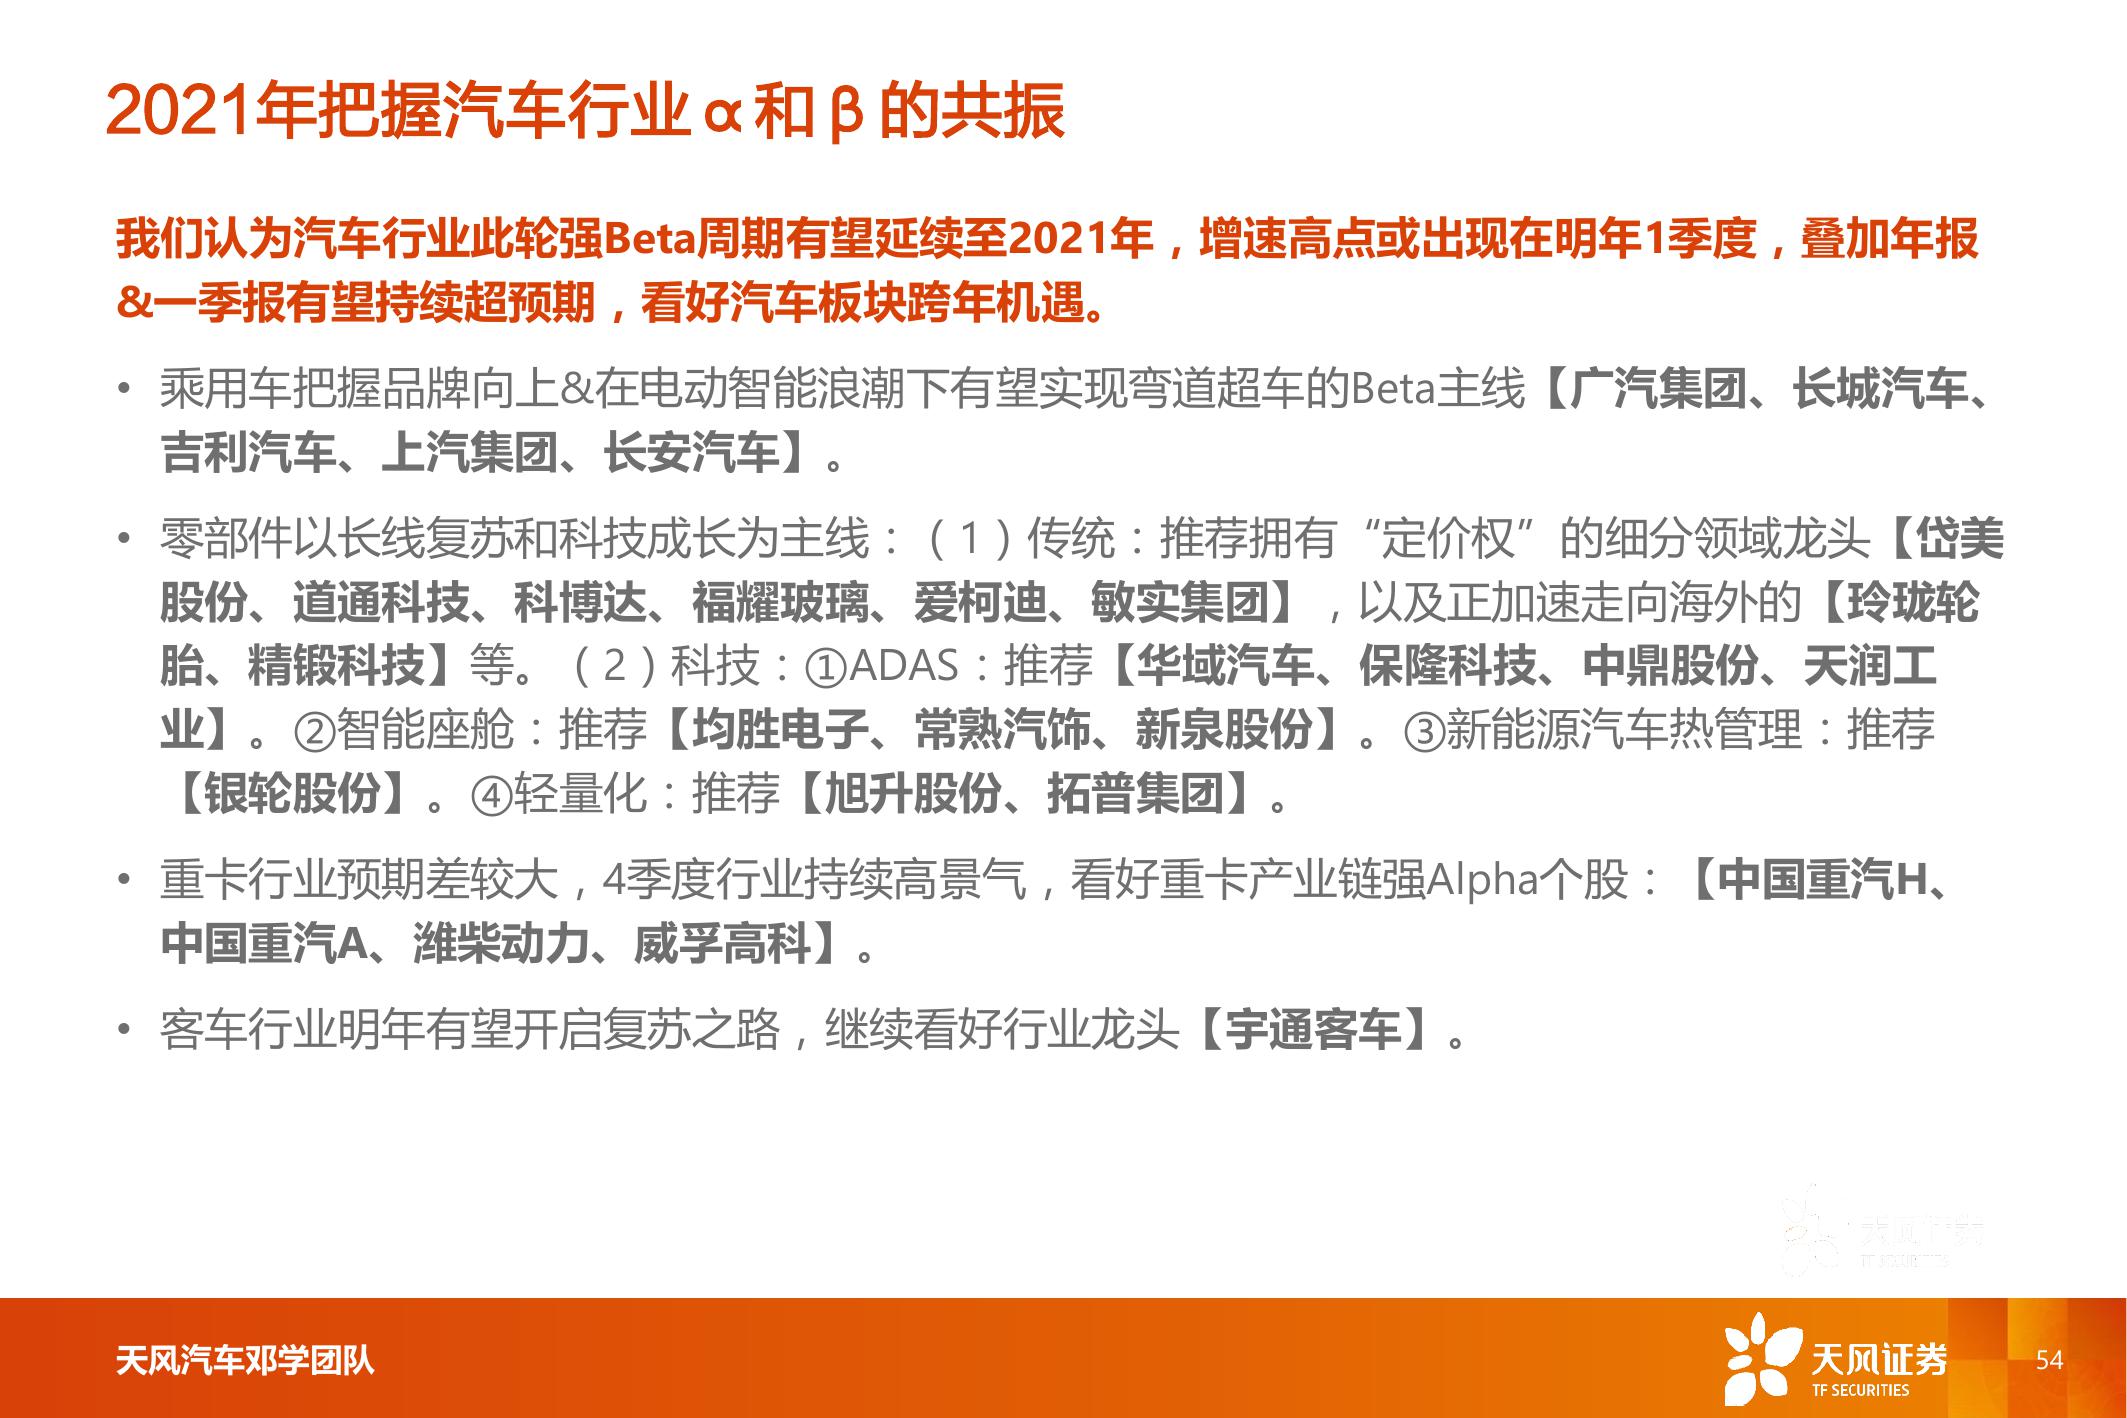 2021年把握汽车行业α和β的共振
我们认为汽车行业此轮强Beta周期有望延续至2021年，增速高点或出现在明年1季度，叠加年报
&一季报有望持续超预期，看好汽车板块跨年机遇。
• 乘用车把握品牌向上&在电动智能浪潮下有望实现弯道超车的Beta主线【广汽集团、长城汽车、
吉利汽车、上汽集团、长安汽车】。
• 零部件以长线复苏和科技成长为主线：（1）传统：推荐拥有“定价权”的细分领域龙头【岱美
股份、道通科技、科博达、福耀玻璃、爱柯迪、敏实集团】，以及正加速走向海外的【玲珑轮
胎、精锻科技】等。（2）科技：①ADAS：推荐【华域汽车、保隆科技、中鼎股份、天润工
业】。②智能座舱：推荐【均胜电子、常熟汽饰、新泉股份】。③新能源汽车热管理：推荐
【银轮股份】。④轻量化：推荐【旭升股份、拓普集团】。
• 重卡行业预期差较大，4季度行业持续高景气，看好重卡产业链强Alpha个股：【中国重汽H、
中国重汽A、潍柴动力、威孚高科】。
• 客车行业明年有望开启复苏之路，继续看好行业龙头【宇通客车】。
天风证券
TF SECURITIES
天风汽车邓学团队
天风证券
TF SECURITIES
54